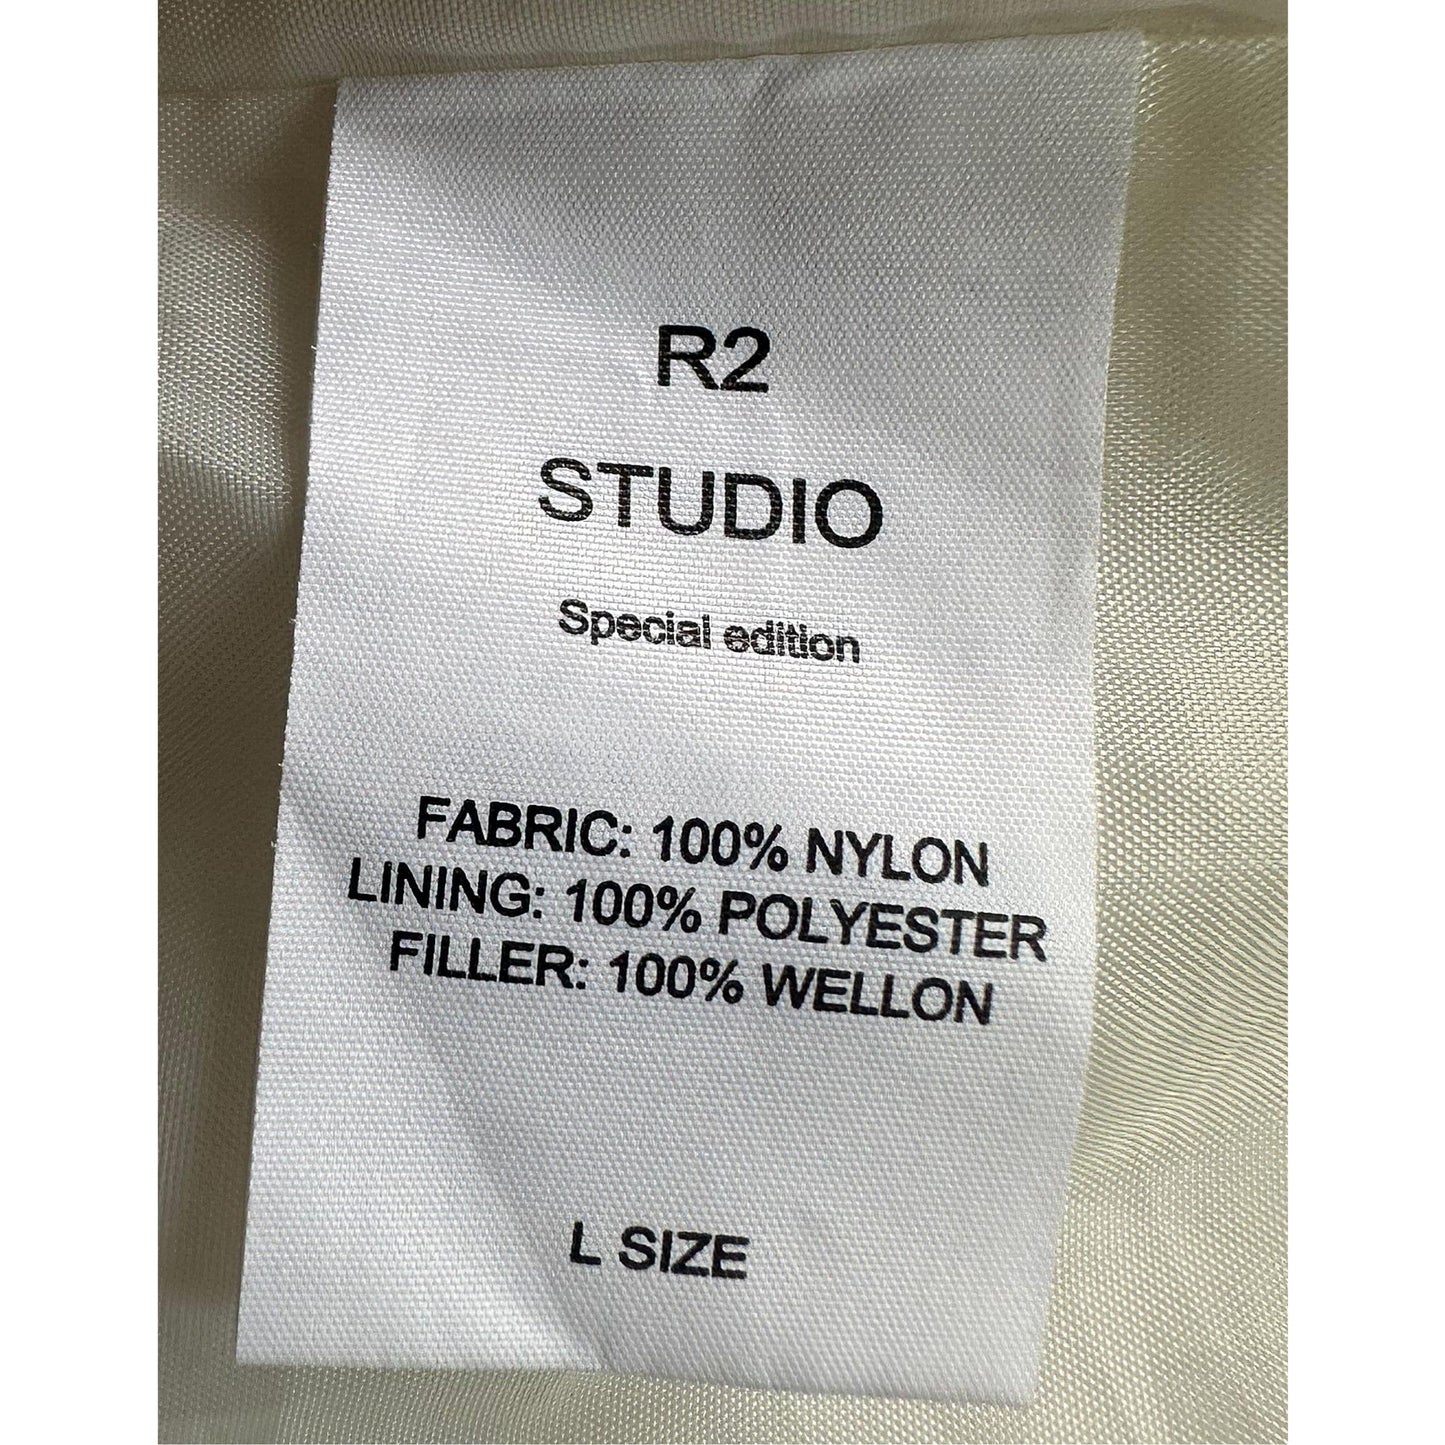 R2
STUDIO
Special edition
FABRIC: 100% NYLON
LINING: 100% POLYESTER
FILLER: 100% WELLON
L SIZE